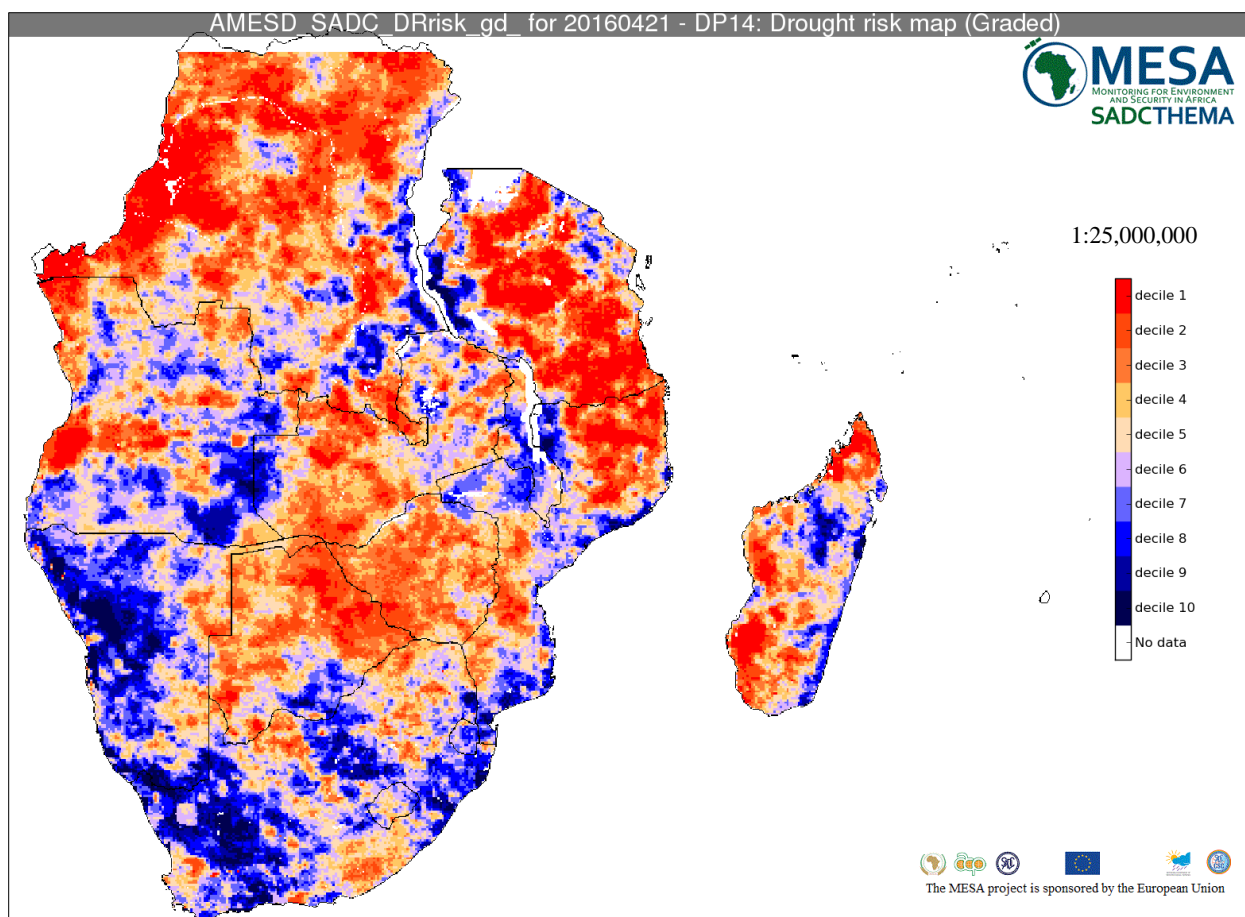 AMESD_SADC_DRrisk_gd_ for 20160421 - DP14: Drought risk map (Graded)
MESA
MONITORING FOR ENVIRONMENT
AND SECURITY IN AFRICA
SADCTHEMA
1:25,000,000
decile 1
decile 2
decile 3
decile 4
decile 5
decile 6
decile 7
decile 8
decile 9
decile 10
No data
The MESA project is sponsored by the European Union